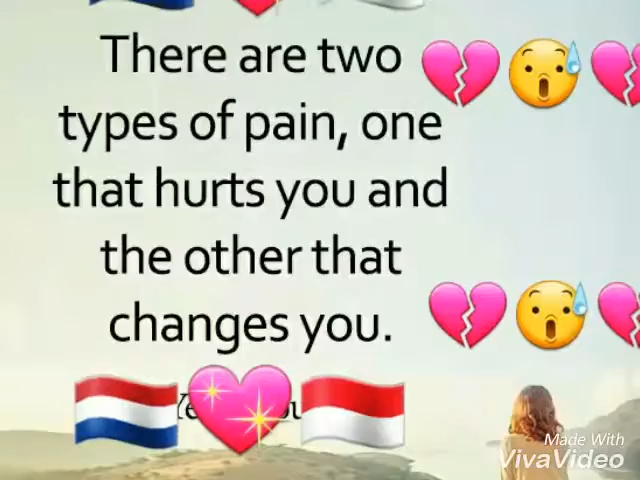 There are two
types of pain, one
that hurts you and
the other that
changes you.
Made With
VivaVideo